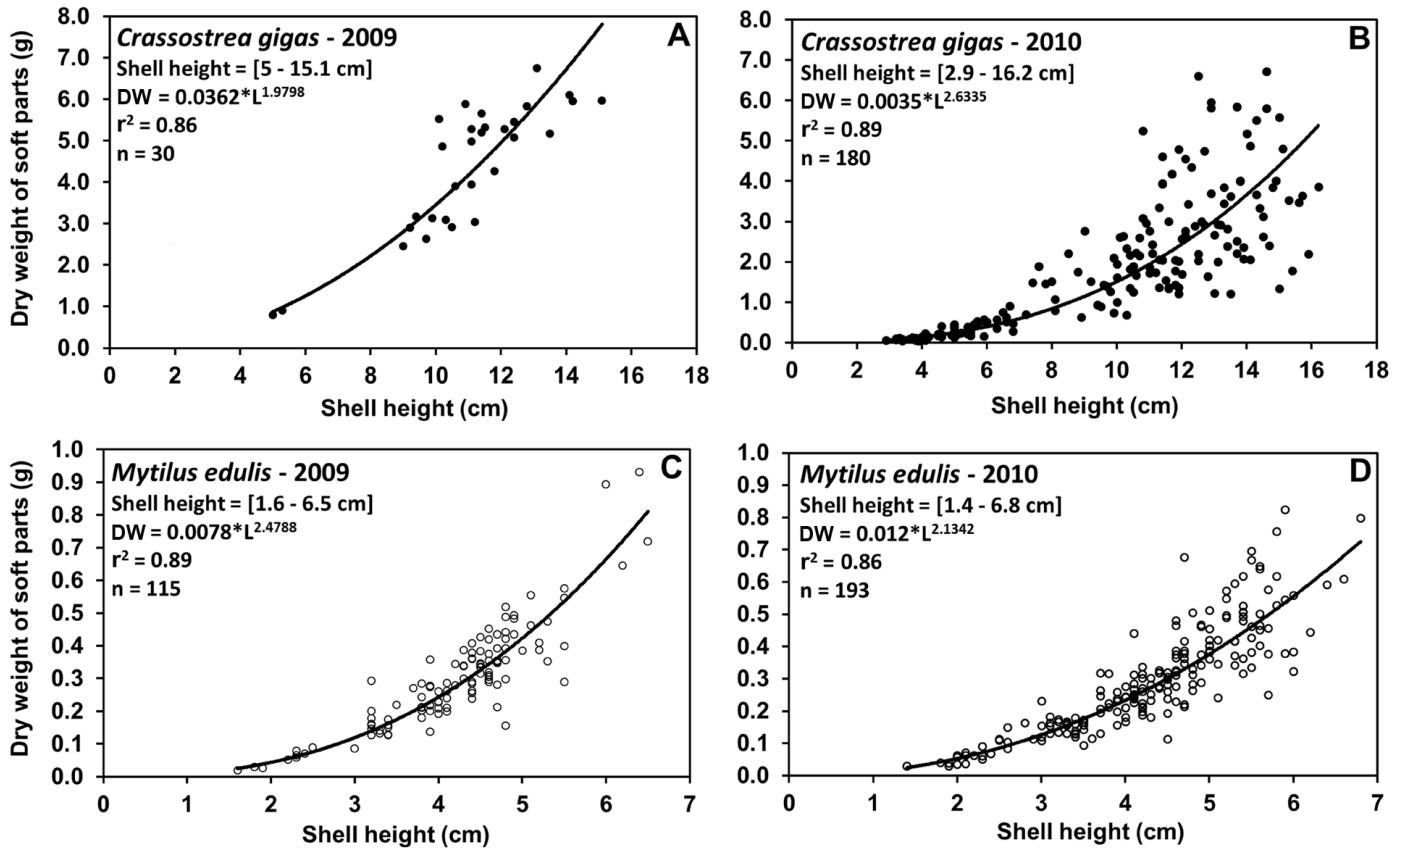 Dry weight of soft parts (g)
8.0
7.0
6.0
5.0
4.0
3.0
2.0
1.0
0.0
Crassostrea gigas - 2009
Shell height = [5 - 15.1 cm]
DW = 0.0362*L^1.9798
r² = 0.86
n = 30
A
0 2 4 6 8 10 12 14 16 18
Shell height (cm)
8.0
7.0
6.0
5.0
4.0
3.0
2.0
1.0
0.0
Crassostrea gigas - 2010
Shell height = [2.9 - 16.2 cm]
DW = 0.0035*L^2.6335
r² = 0.89
n = 180
B
0 2 4 6 8 10 12 14 16 18
Shell height (cm)
Dry weight of soft parts (g)
1.0
0.9
0.8
0.7
0.6
0.5
0.4
0.3
0.2
0.1
0.0
Mytilus edulis - 2009
Shell height = [1.6 - 6.5 cm]
DW = 0.0078*L^2.4788
r² = 0.89
n = 115
C
0 1 2 3 4 5 6 7
Shell height (cm)
1.0
0.9
0.8
0.7
0.6
0.5
0.4
0.3
0.2
0.1
0.0
Mytilus edulis - 2010
Shell height = [1.4 - 6.8 cm]
DW = 0.012*L^2.1342
r² = 0.86
n = 193
D
0 1 2 3 4 5 6 7
Shell height (cm)